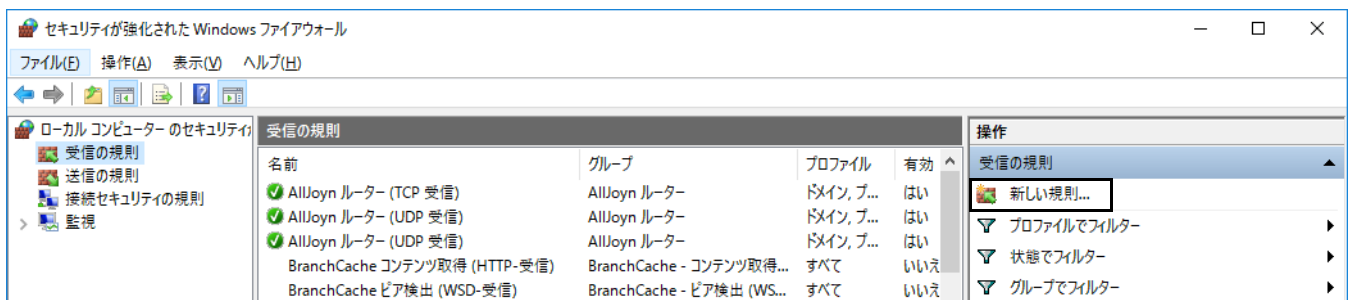 セキュリティが強化された Windows ファイアウォール
ファイル(F) 操作(A) 表示(V) ヘルプ(H)
ローカル コンピューター のセキュリティ
受信の規則
送信の規則
接続セキュリティの規則
監視
受信の規則
名前 グループ プロファイル 有効
AllJoyn ルーター (TCP 受信) AllJoyn ルーター ドメイン, プ... はい
AllJoyn ルーター (UDP 受信) AllJoyn ルーター ドメイン, プ... はい
AllJoyn ルーター (UDP 受信) AllJoyn ルーター ドメイン, プ... はい
BranchCache コンテンツ取得 (HTTP-受信) BranchCache - コンテンツ取得... すべて いいえ
BranchCache ピア検出 (WSD-受信) BranchCache - ピア検出 (WS... すべて いいえ
操作
受信の規則
新しい規則...
プロファイルでフィルター
状態でフィルター
グループでフィルター